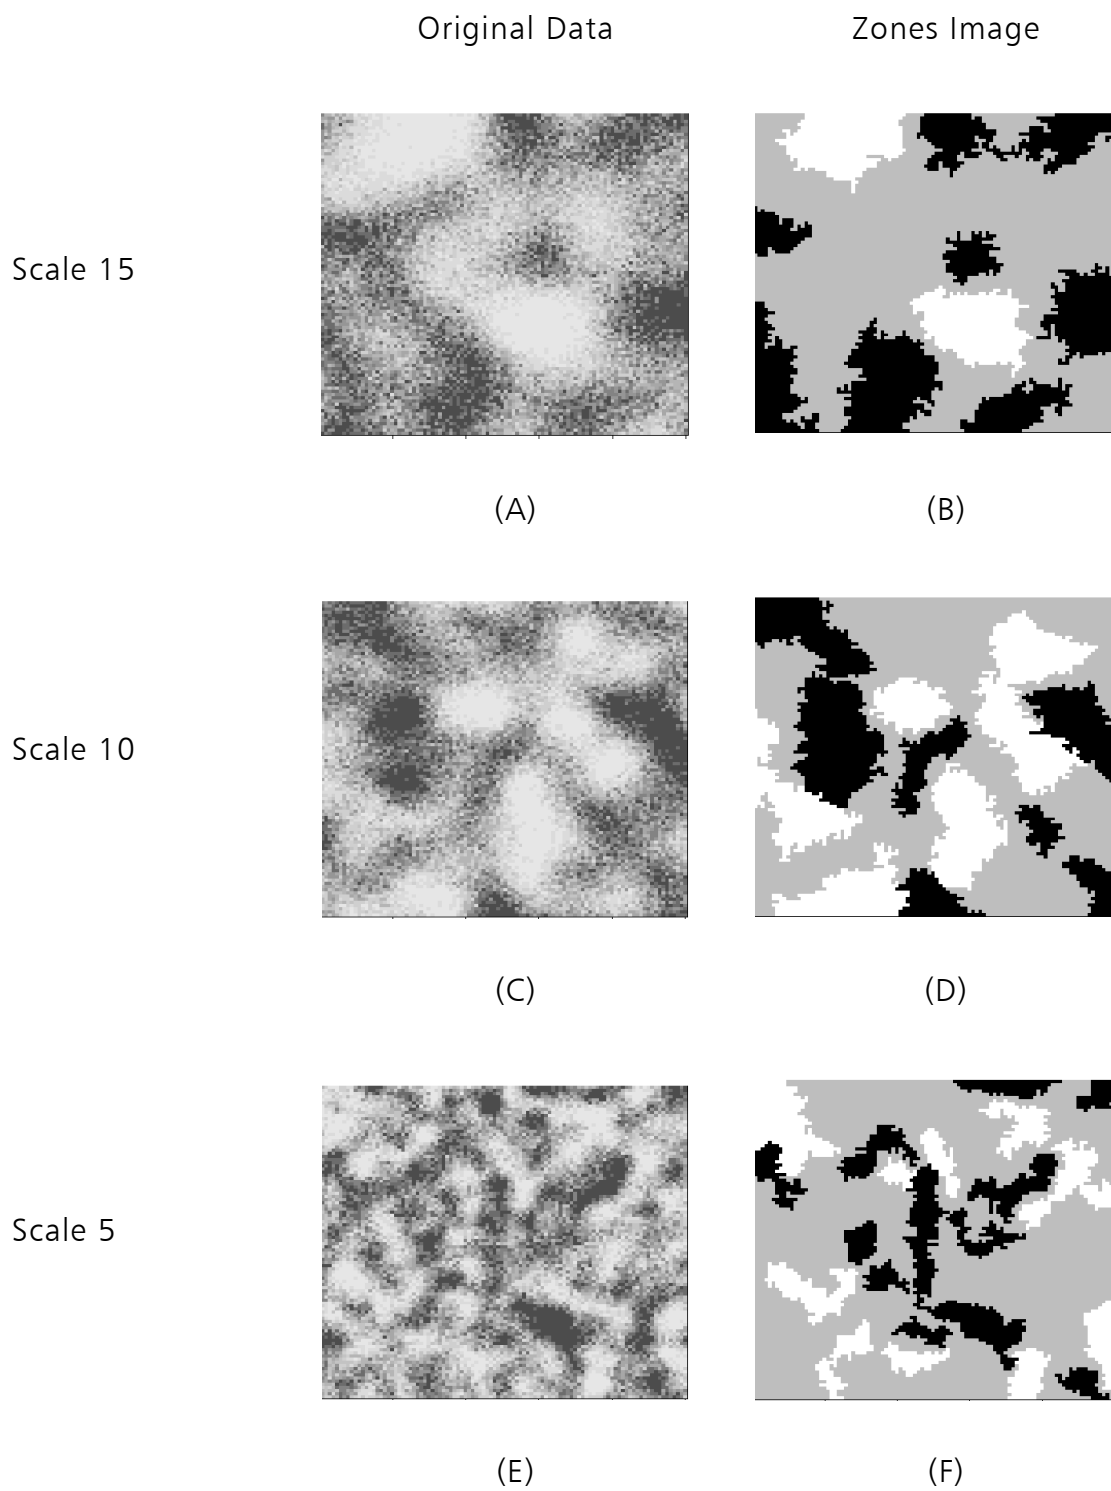 Original Data Zones Image
Scale 15
(A) (B)
Scale 10
(C) (D)
Scale 5
(E) (F)